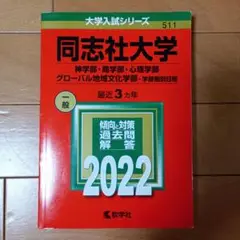 大学入試シリーズ
511
同志社大学
神学部・商学部・心理学部
グローバル地域文化学部-学部個別日程
最近3カ年
一般
傾向と対策
過去問
解答
2022
教学社